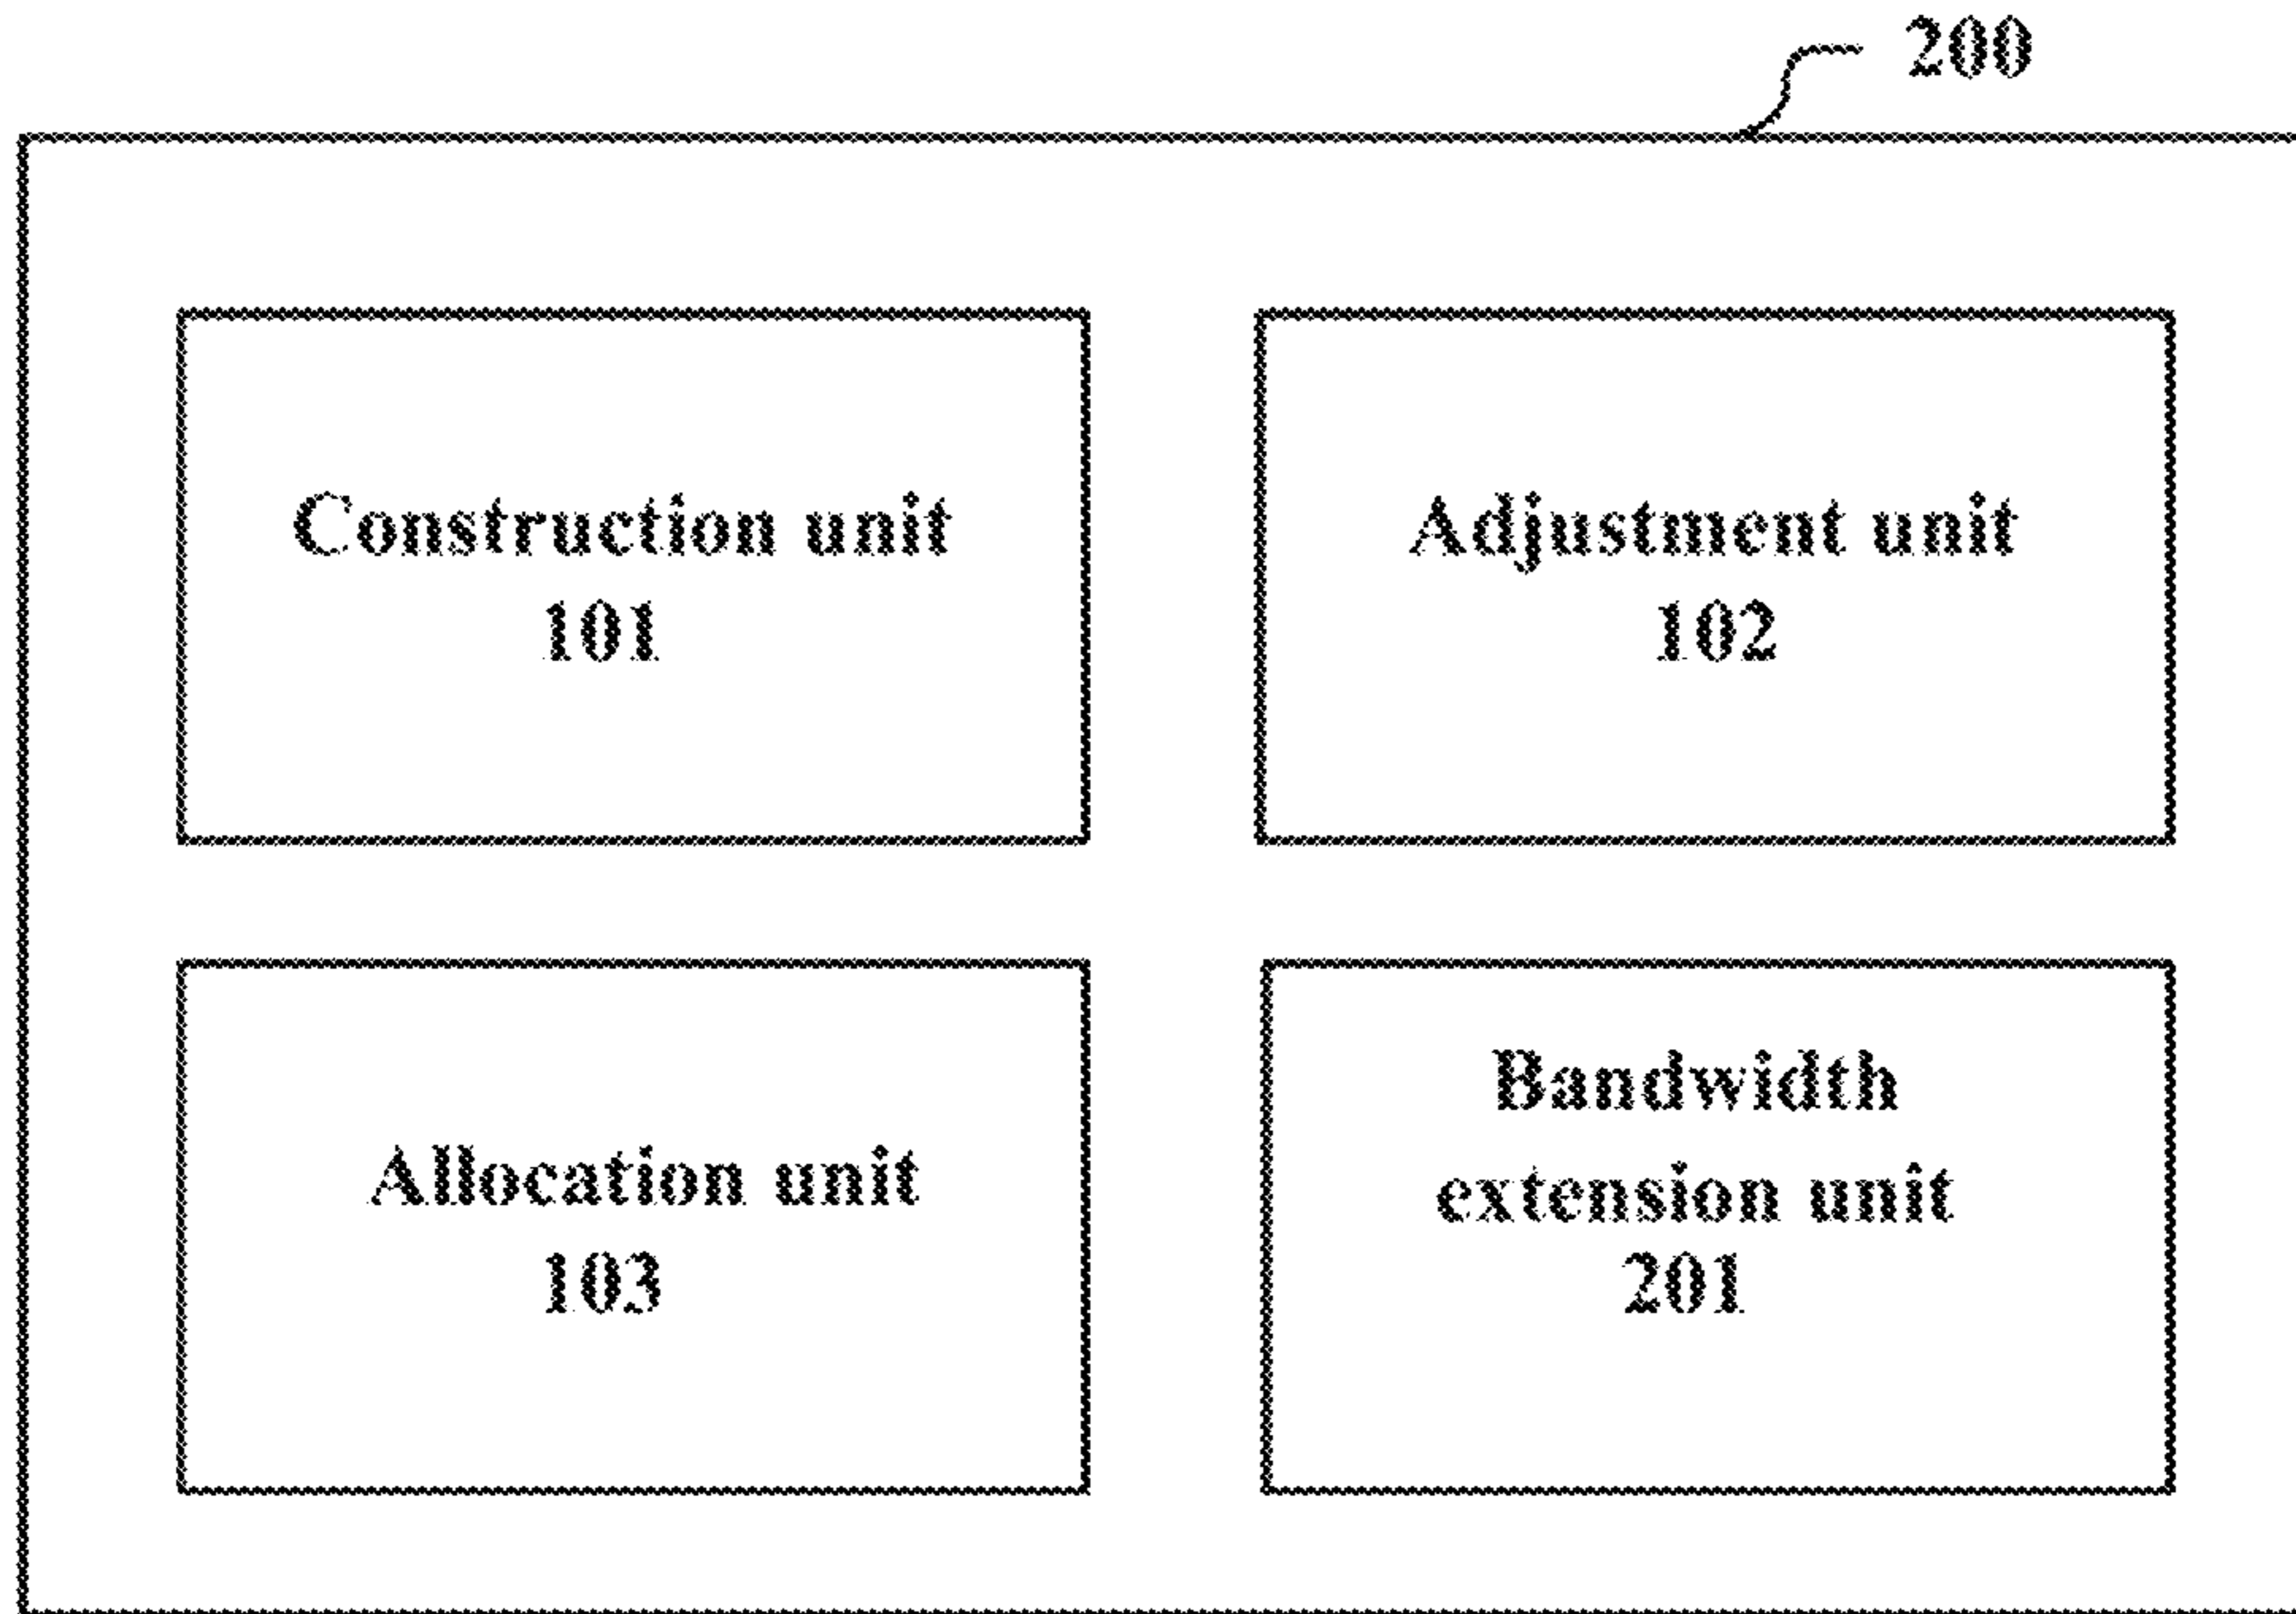 200
Construction unit
101
Adjustment unit
102
Allocation unit
103
Bandwidth
extension unit
201